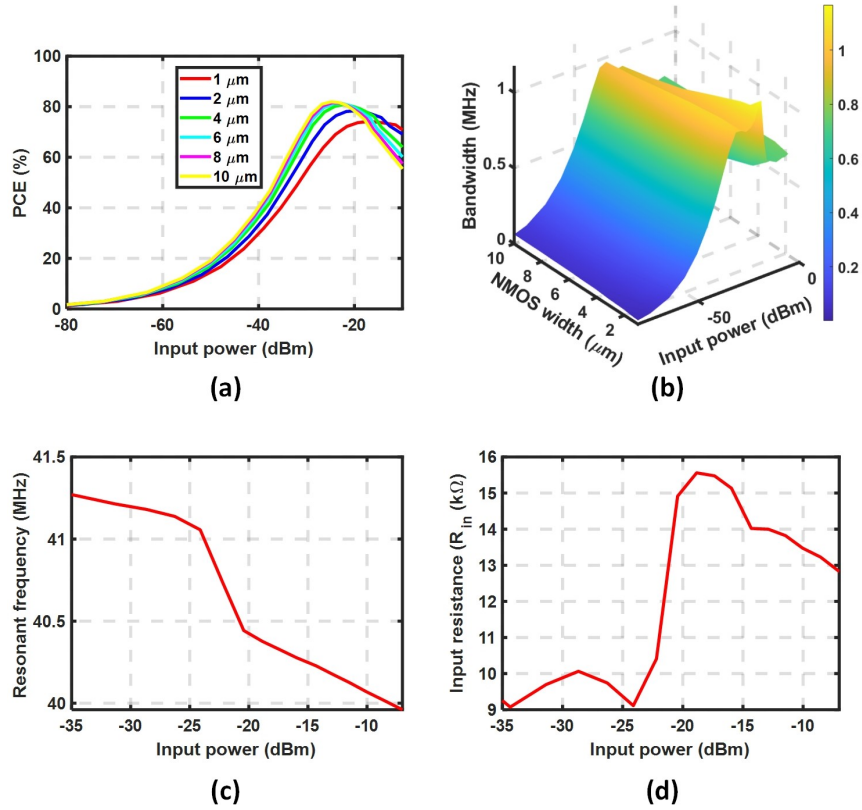 100
80
60
40
20
0
PCE (%)
1 μm
2 μm
4 μm
6 μm
8 μm
10 μm
-80
-60
-40
-20
Input power (dBm)
(a)
1
0.5
0
Bandwidth (MHz)
10
8
6
4
2
NMOS width (μm)
-50
0
Input power (dBm)
1
0.8
0.6
0.4
0.2
(b)
41.5
41
40.5
40
Resonant frequency (MHz)
-35
-30
-25
-20
-15
-10
Input power (dBm)
(c)
16
15
14
13
12
11
10
9
Input resistance (R_in (kΩ)
-35
-30
-25
-20
-15
-10
Input power (dBm)
(d)